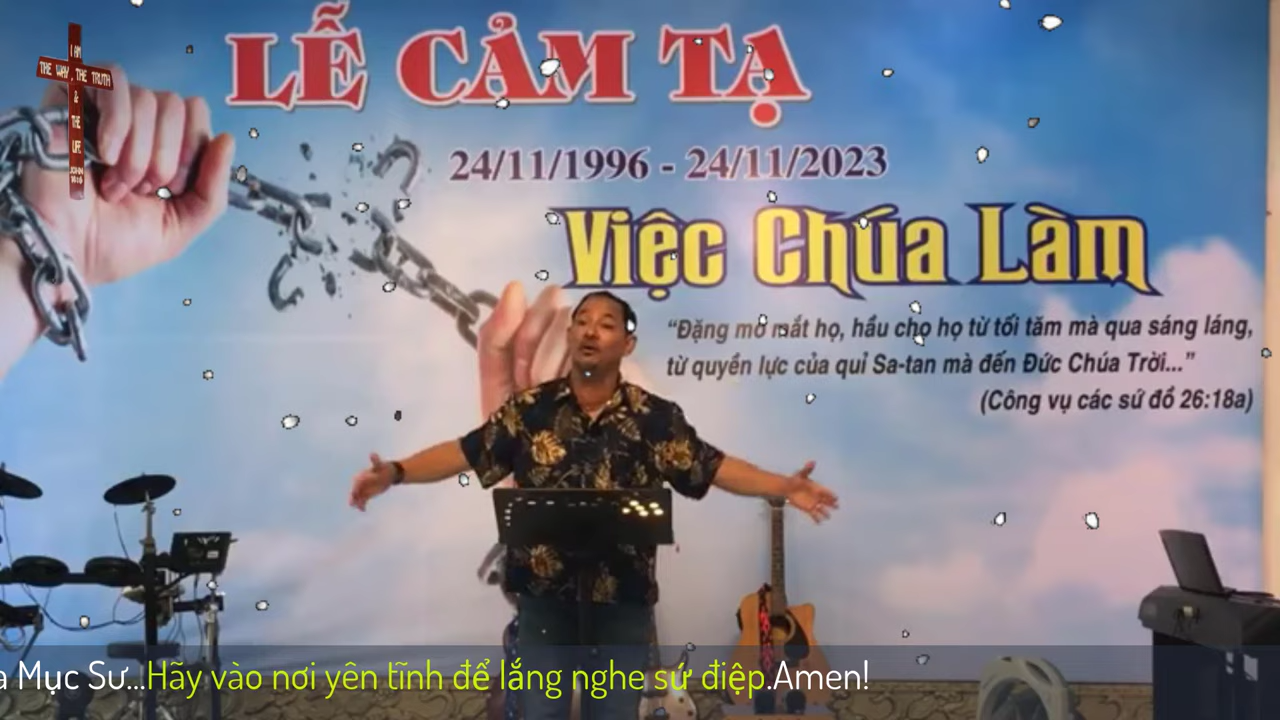 I AM
THE WAY, THE TRUTH
&
THE
LIFE
JOHN
14:6
LỄ CẢM TẠ
24/11/1996 - 24/11/2023
Việc Chúa Làm
“Đặng mở mắt họ, hầu cho họ từ tối tăm mà qua sáng láng,
từ quyền lực của quỉ Sa-tan mà đến Đức Chúa Trời...”
(Công vụ các sứ đồ 26:18a)
a Mục Sư...Hãy vào nơi yên tĩnh để lắng nghe sứ điệp.Amen!